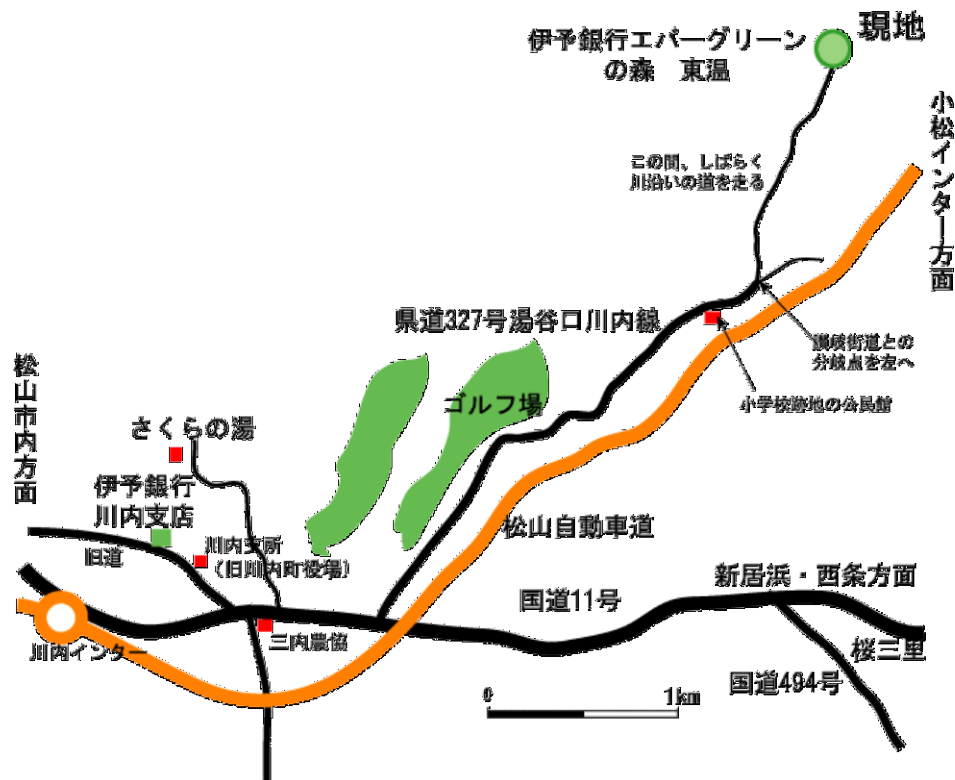 現地
伊予銀行エバーグリーン
の森　東温
小松インター方面
この間、しばらく
川沿いの道を走る
県道327号湯谷口川内線
讃岐街道との
分岐点を左へ
小学校跡地の公民館
松山市内方面
ゴルフ場
さくらの湯
伊予銀行
川内支店
旧道
川内支所
（旧川内町役場）
松山自動車道
新居浜・西条方面
国道11号
三内農協
川内インター
桜三里
国道494号
0
1km